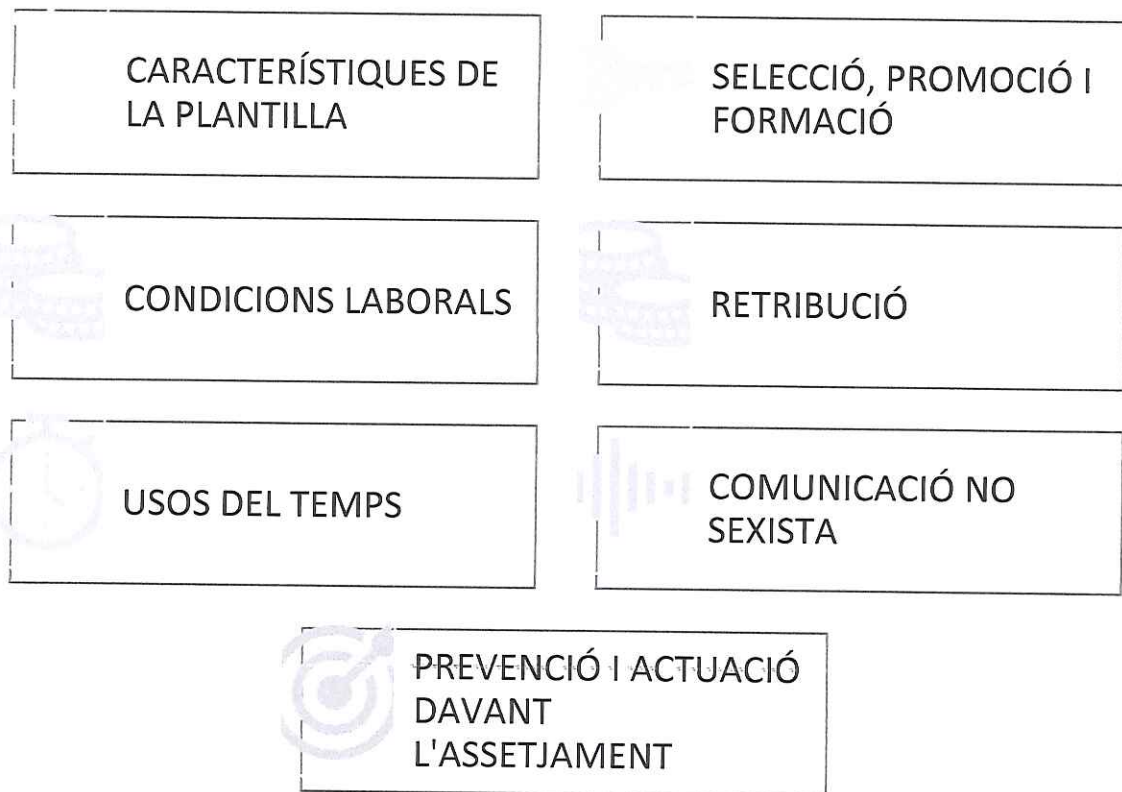 CARACTERÍSTIQUES DE
LA PLANTILLA
SELECCIÓ, PROMOCIÓ I
FORMACIÓ
CONDICIONS LABORALS
RETRIBUCIÓ
USOS DEL TEMPS
COMUNICACIÓ NO
SEXISTA
PREVENCIÓ I ACTUACIÓ
DAVANT
L'ASSETJAMENT